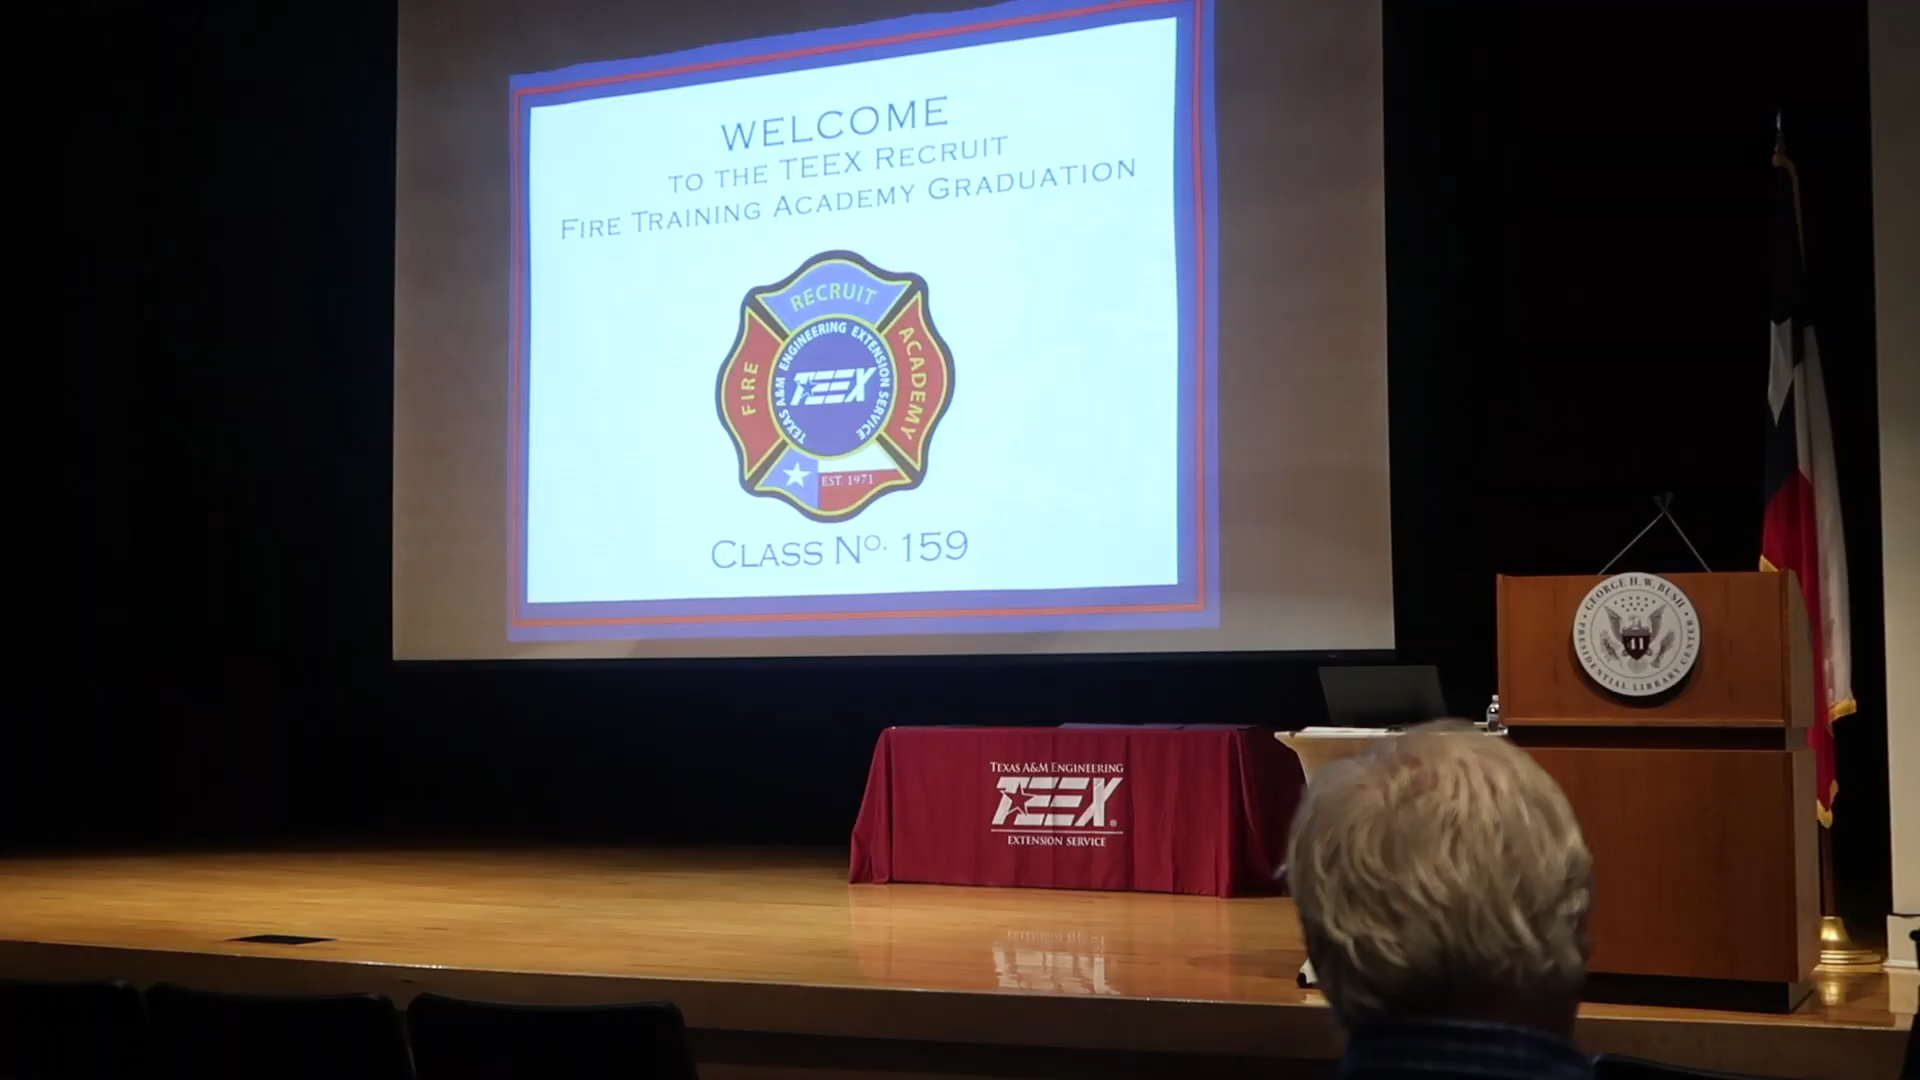 WELCOME
TO THE TEEX RECRUIT
FIRE TRAINING ACADEMY GRADUATION
RECRUIT
FIRE
ACADEMY
TEXAS A&M ENGINEERING EXTENSION SERVICE
TEEX
EST. 1971
CLASS Nº. 159
GEORGE H.W. BUSH
PRESIDENTIAL LIBRARY CENTER
41
TEXAS A&M ENGINEERING
TEEX®
EXTENSION SERVICE